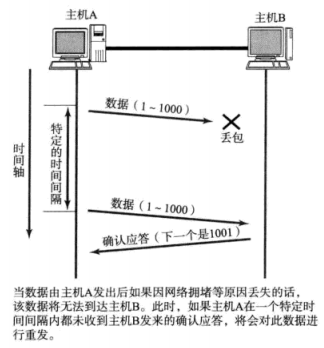 主机A
主机B
数据（1~1000）
丢包
特定的时间间隔
时间轴
数据（1~1000）
确认应答（下一个是1001）
当数据由主机A发出后如果因网络拥堵等原因丢失的话，
该数据将无法到达主机B。此时，如果主机A在一个特定时
间间隔内都未收到主机B发来的确认应答，将会对此数据进
行重发。